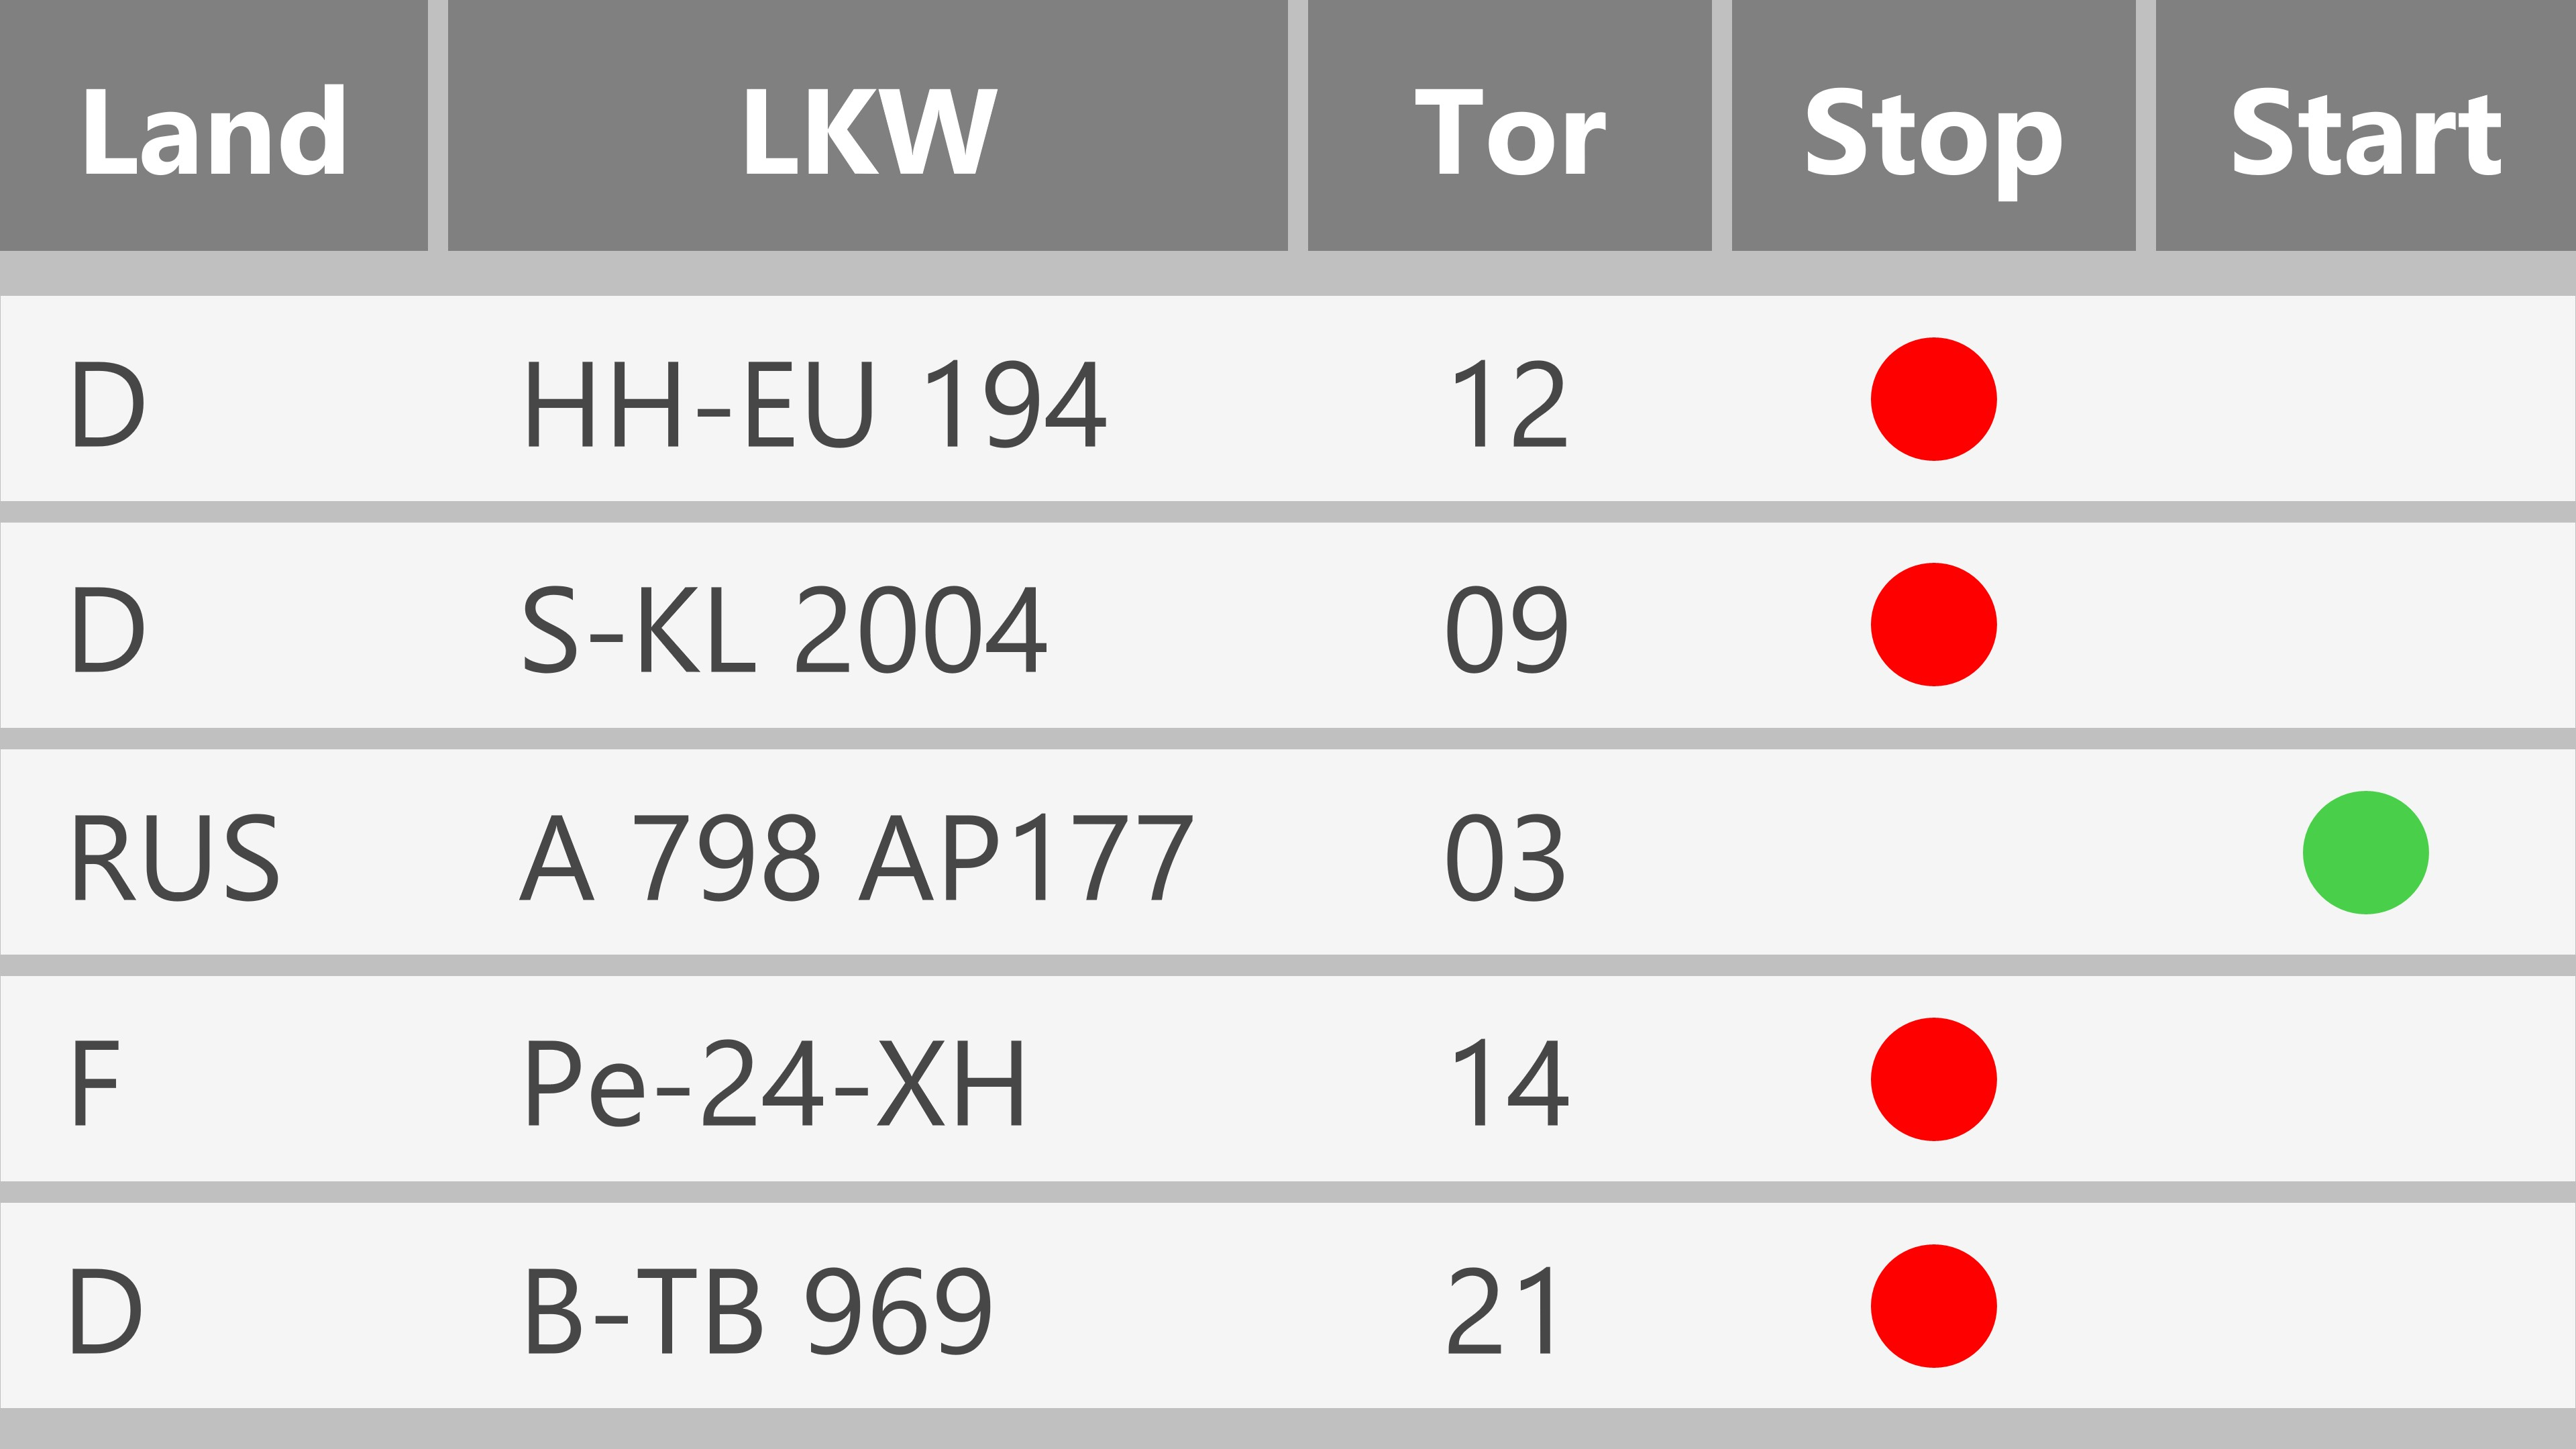 Land LKW Tor Stop Start
D HH-EU 194 12
D S-KL 2004 09
RUS A 798 AP177 03
F Pe-24-XH 14
D B-TB 969 21